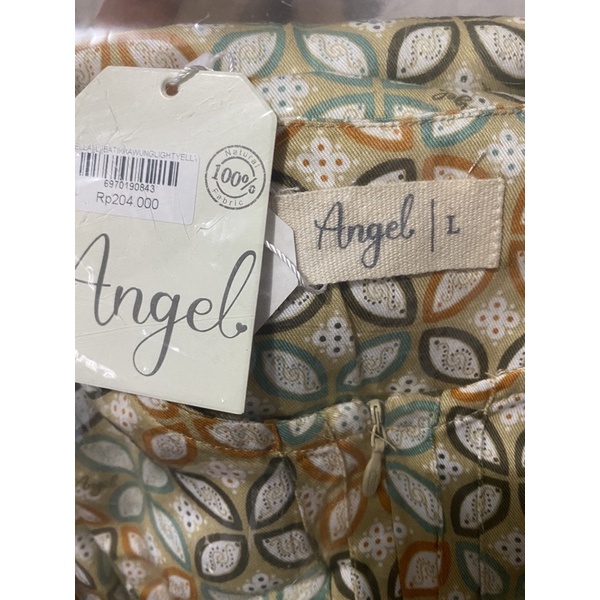 6970190843
Rp204.000
Natural
100%
Fabric
Angel
Angel | L